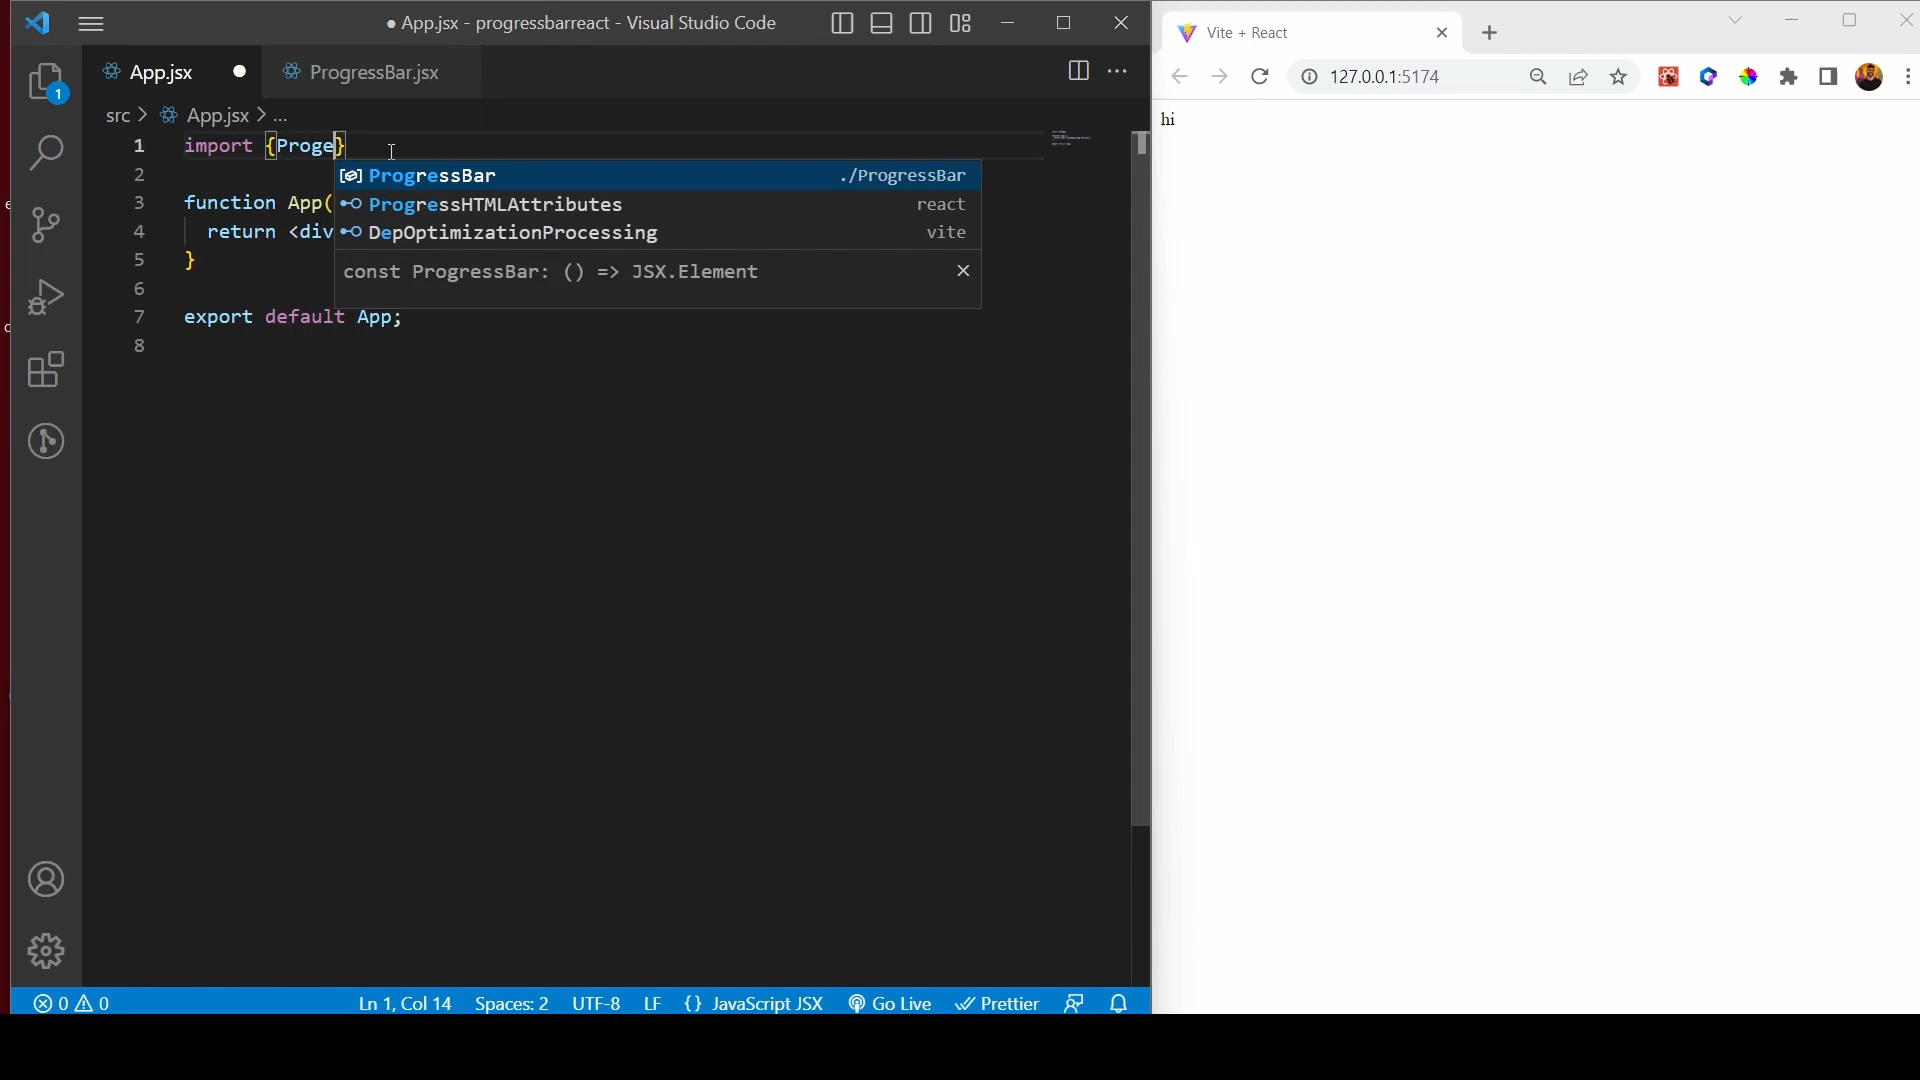 ● App.jsx - progressbarreact - Visual Studio Code
App.jsx
ProgressBar.jsx
src > App.jsx > ...
1 import {Proge}
2
3 function App(
4 return <div
5 }
6
7 export default App;
8
ProgressBar ./ProgressBar
ProgressHTMLAttributes react
DepOptimizationProcessing vite
const ProgressBar: () => JSX.Element
1
0 0 Ln 1, Col 14 Spaces: 2 UTF-8 LF {} JavaScript JSX Go Live Prettier
Vite + React
127.0.0.1:5174
hi